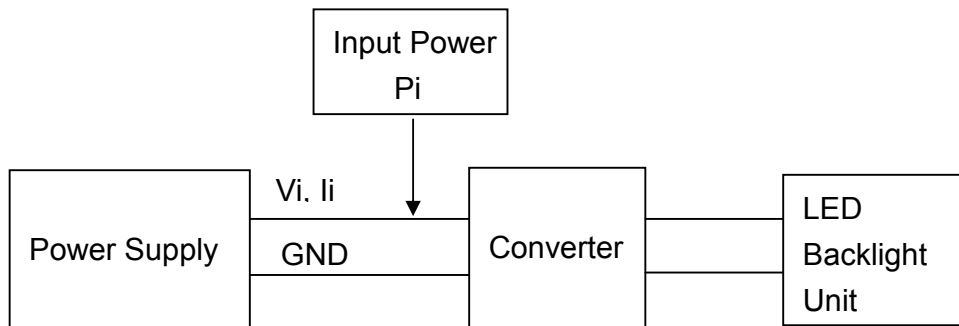 Input Power
Pi
Vi, Ii
Power Supply
GND
Converter
LED
Backlight
Unit